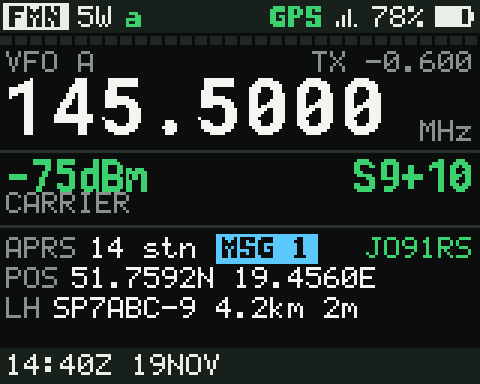 FMN 5W a GPS 78%
VFO A TX -0.600
145.5000 MHz
-75dBm S9+10
CARRIER
APRS 14 stn MSG 1 JO91RS
POS 51.7592N 19.4560E
LH SP7ABC-9 4.2km 2m
14:40Z 19NOV